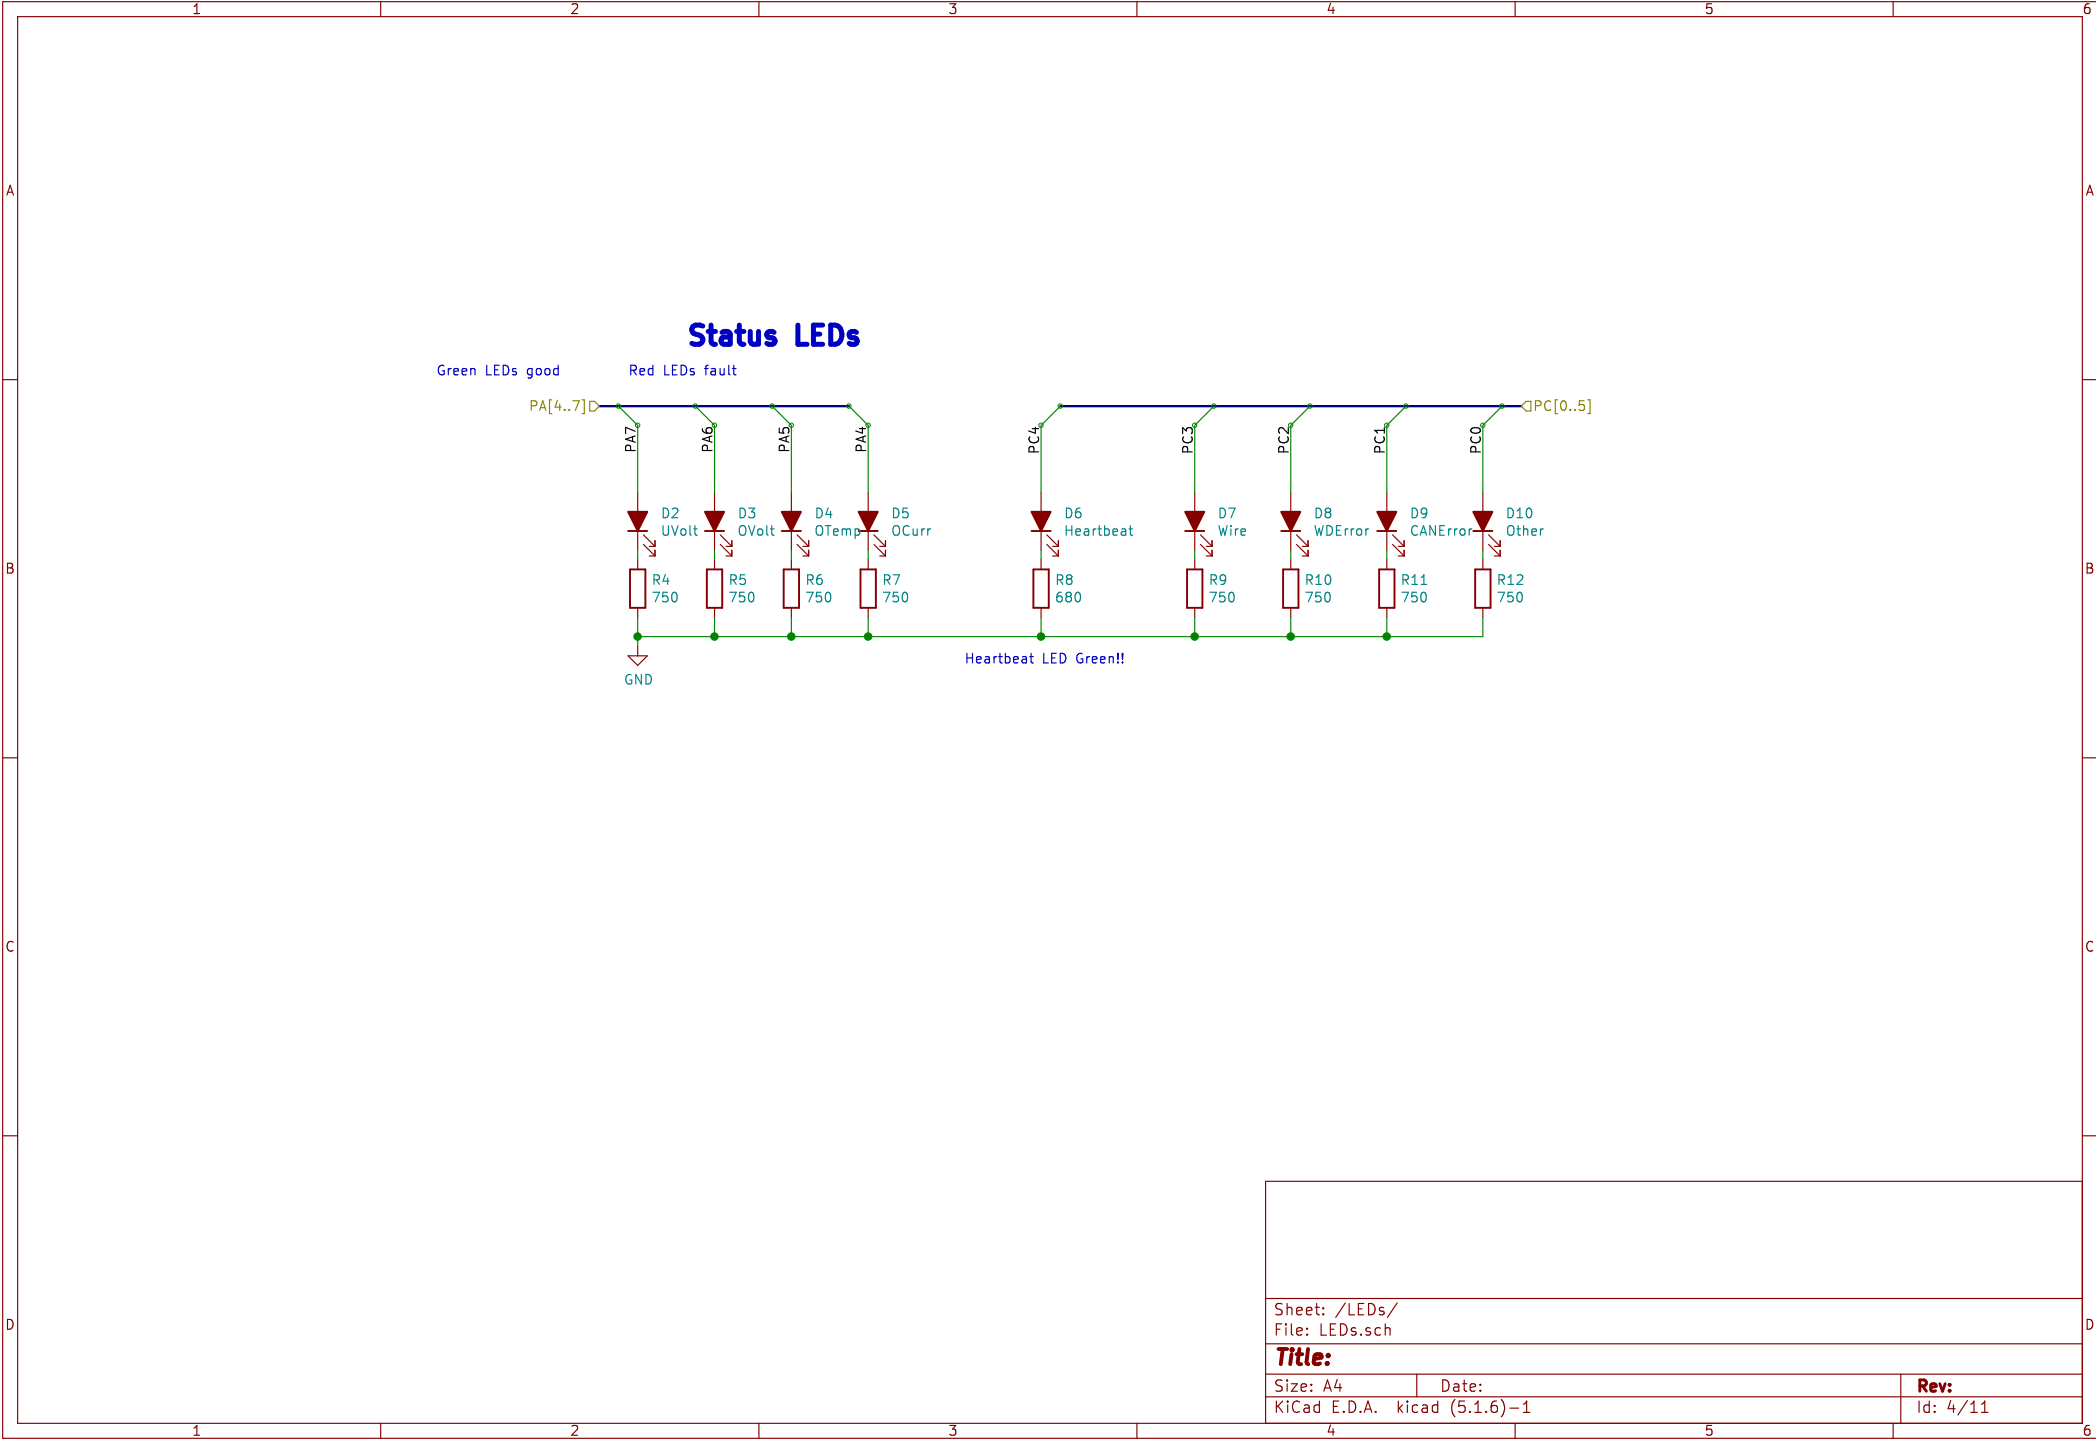 1 2 3 4 5 6
A A
Status LEDs
Green LEDs good Red LEDs fault
PA[4..7] PC[0..5]
PA7 PA6 PA5 PA4 PC4 PC3 PC2 PC1 PC0
D2 D3 D4 D5 D6 D7 D8 D9 D10
UVolt OVolt OTemp OCurr Heartbeat Wire WDError CANError Other
B B
R4 R5 R6 R7 R8 R9 R10 R11 R12
750 750 750 750 680 750 750 750 750
Heartbeat LED Green!!
GND
C C
Sheet: /LEDs/
File: LEDs.sch
D D
Title:
Size: A4 Date: Rev:
KiCad E.D.A. kicad (5.1.6)-1 Id: 4/11
1 2 3 4 5 6